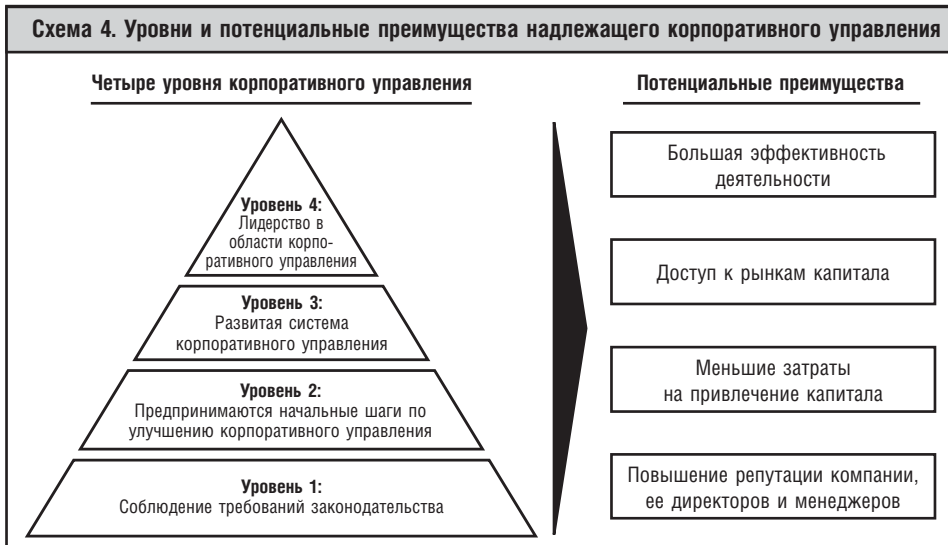 Схема 4. Уровни и потенциальные преимущества надлежащего корпоративного управления
Четыре уровня корпоративного управления
Уровень 4:
Лидерство в
области корпо-
ративного управления
Уровень 3:
Развитая система
корпоративного управления
Уровень 2:
Предпринимаются начальные шаги по
улучшению корпоративного управления
Уровень 1:
Соблюдение требований законодательства
Потенциальные преимущества
Большая эффективность
деятельности
Доступ к рынкам капитала
Меньшие затраты
на привлечение капитала
Повышение репутации компании,
ее директоров и менеджеров